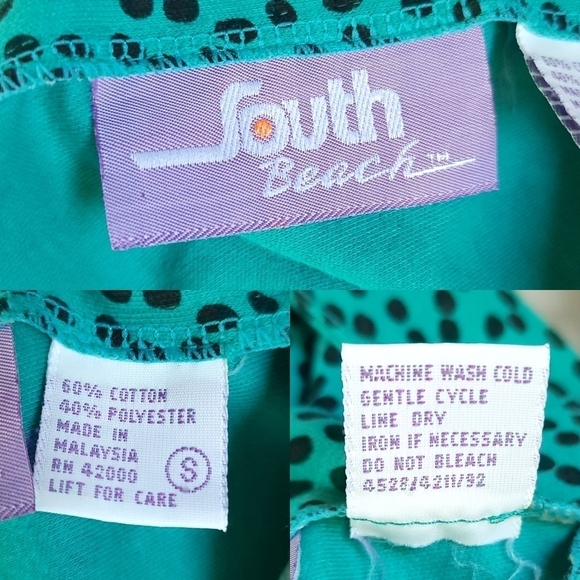 South
Beach™
60% COTTON
40% POLYESTER
MADE IN
MALAYSIA
RN 42000
LIFT FOR CARE
S
MACHINE WASH COLD
GENTLE CYCLE
LINE DRY
IRON IF NECESSARY
DO NOT BLEACH
4528/4211/92